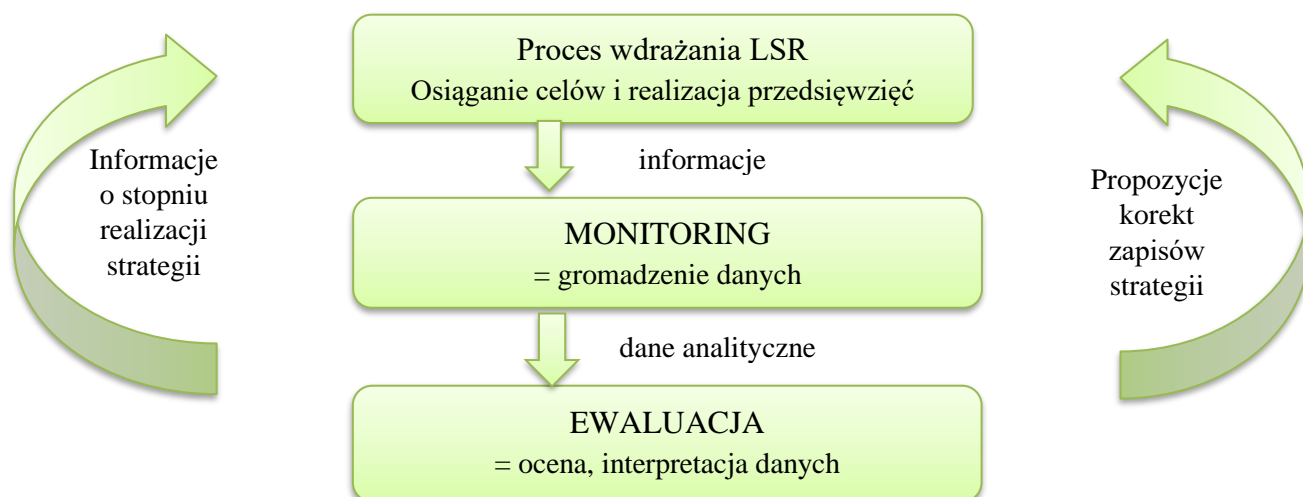 Proces wdrażania LSR
Osiąganie celów i realizacja przedsięwzięć
informacje
Informacje
o stopniu
realizacji
strategii
Propozycje
korekt
zapisów
strategii
MONITORING
= gromadzenie danych
dane analityczne
EWALUACJA
= ocena, interpretacja danych